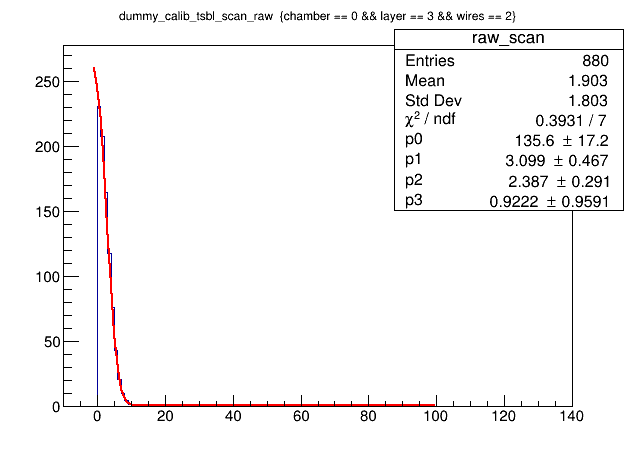 dummy_calib_tsbl_scan_raw {chamber == 0 && layer == 3 && wires == 2}
raw_scan
Entries 880
Mean 1.903
Std Dev 1.803
χ² / ndf 0.3931 / 7
p0 135.6 ± 17.2
p1 3.099 ± 0.467
p2 2.387 ± 0.291
p3 0.9222 ± 0.9591
250
200
150
100
50
0
0 20 40 60 80 100 120 140